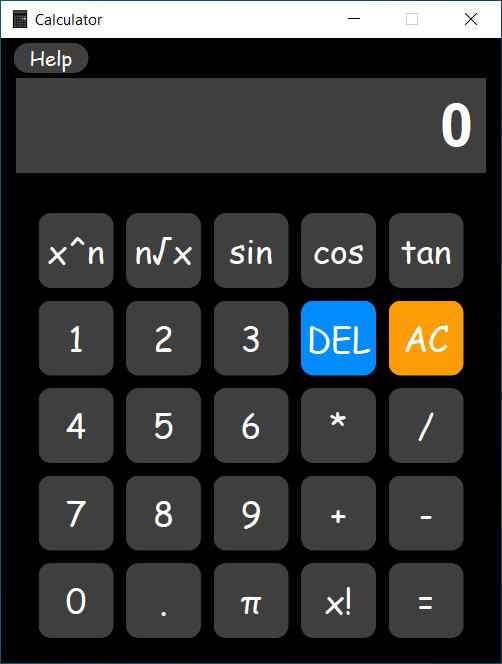 Calculator
Help
0
x^n n√x sin cos tan
1 2 3 DEL AC
4 5 6 * /
7 8 9 + -
0 . π x! =